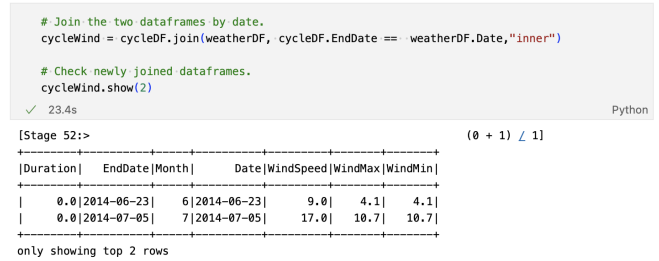 # Join the two dataframes by date.
cycleWind = cycleDF.join(weatherDF, cycleDF.EndDate ==  weatherDF.Date,"inner")
# Check newly joined dataframes.
cycleWind.show(2)
✓ 23.4s Python
[Stage 52:> (0 + 1) / 1]
+--------+----------+-----+----------+---------+-------+-------+
|Duration|   EndDate|Month|      Date|WindSpeed|WindMax|WindMin|
+--------+----------+-----+----------+---------+-------+-------+
|     0.0|2014-06-23|    6|2014-06-23|      9.0|    4.1|    4.1|
|     0.0|2014-07-05|    7|2014-07-05|     17.0|   10.7|   10.7|
+--------+----------+-----+----------+---------+-------+-------+
only showing top 2 rows